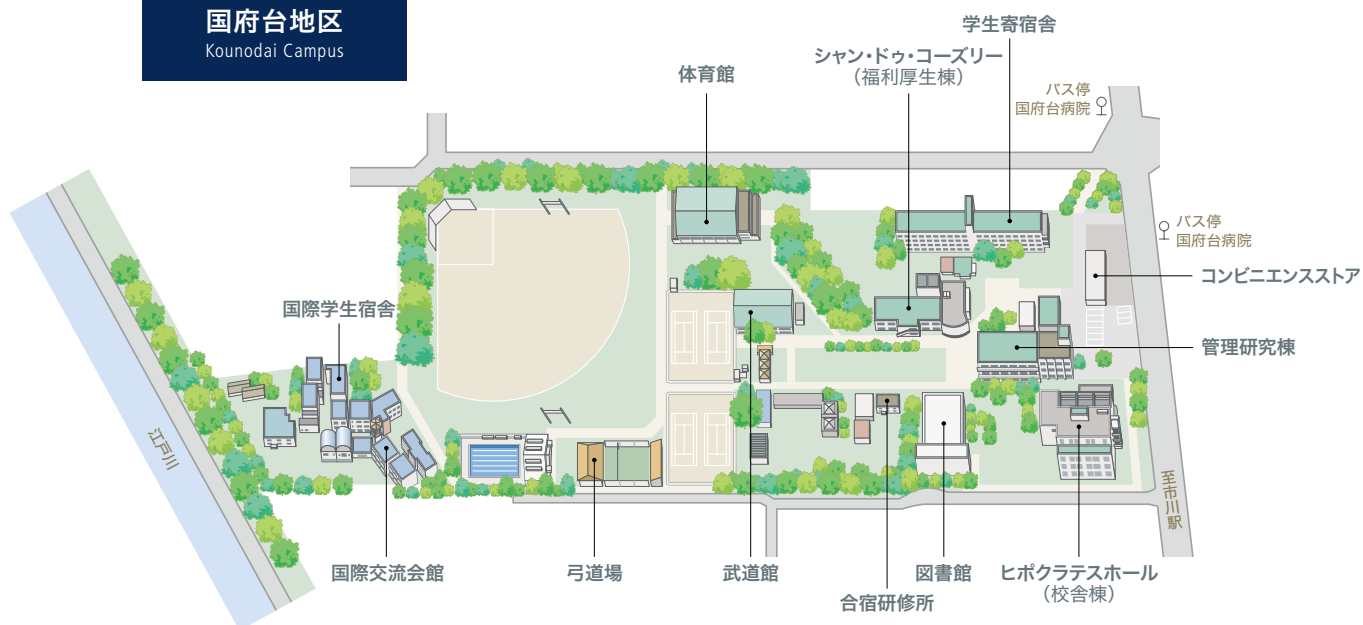 国府台地区
Kounodai Campus
学生寄宿舎
シャン・ドゥ・コーズリー
（福利厚生棟）
体育館
バス停
国府台病院
バス停
国府台病院
コンビニエンスストア
国際学生宿舎
管理研究棟
江戸川
至市川駅
国際交流会館
弓道場
武道館
合宿研修所
図書館
ヒポクラテスホール
（校舎棟）